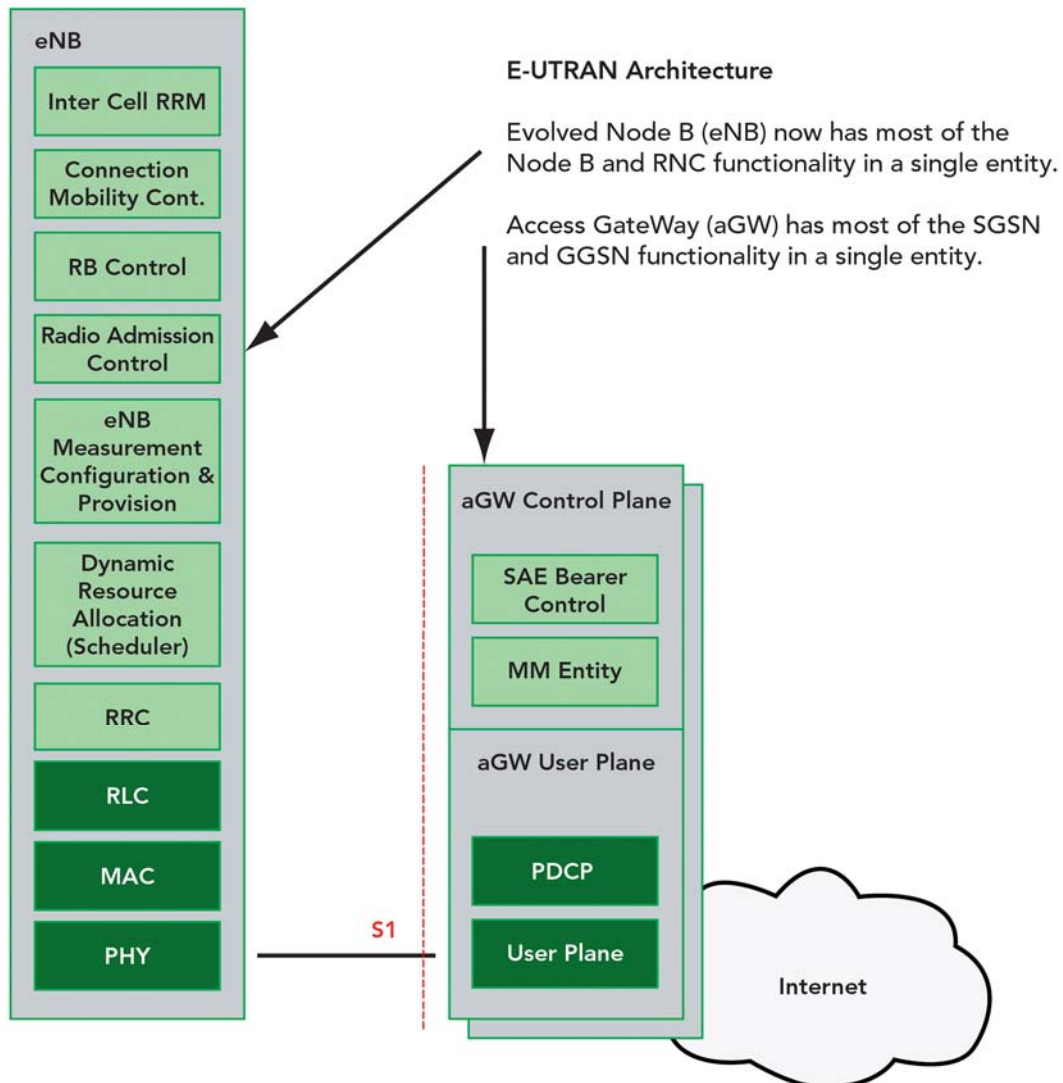 eNB
Inter Cell RRM
Connection
Mobility Cont.
RB Control
Radio Admission
Control
eNB
Measurement
Configuration &
Provision
Dynamic
Resource
Allocation
(Scheduler)
RRC
RLC
MAC
PHY
E-UTRAN Architecture
Evolved Node B (eNB) now has most of the
Node B and RNC functionality in a single entity.
Access GateWay (aGW) has most of the SGSN
and GGSN functionality in a single entity.
S1
aGW Control Plane
SAE Bearer
Control
MM Entity
aGW User Plane
PDCP
User Plane
Internet